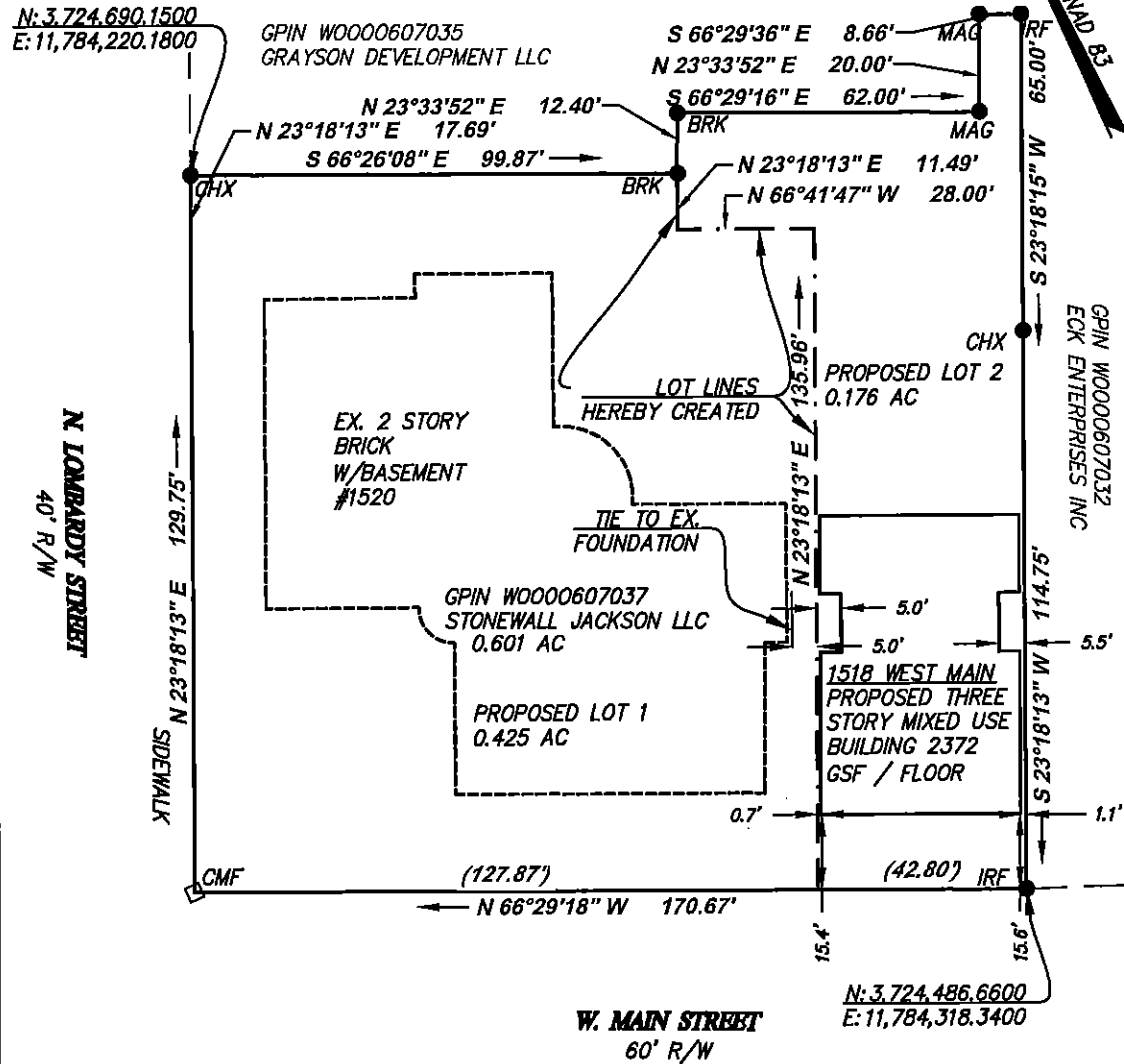 N: 3,724,690.1500
E: 11,784,220.1800
GPIN W0000607035
GRAYSON DEVELOPMENT LLC
S 66°29'36" E 8.66'
MAG
RF
NAD 83
N 23°33'52" E 20.00'
S 66°29'16" E 62.00'
65.00'
N 23°33'52" E 12.40'
BRK
MAG
N 23°18'13" E 17.69'
S 66°26'08" E 99.87'
N 23°18'13" E 11.49'
CHX
BRK
N 66°41'47" W 28.00'
S 23°18'15" W
GPIN W0000607032
ECK ENTERPRISES INC
CHX
N 23°18'13" E 135.96'
PROPOSED LOT 2
0.176 AC
LOT LINES
HEREBY CREATED
EX. 2 STORY
BRICK
W/BASEMENT
#1520
N. LOMBARDY STREET
40' R/W
N 23°18'13" E 129.75'
TIE TO EX.
FOUNDATION
GPIN W0000607037
STONEWALL JACKSON LLC
0.601 AC
5.0'
5.0'
5.5'
S 23°18'13" W 114.75'
1518 WEST MAIN
PROPOSED THREE
STORY MIXED USE
BUILDING 2372
GSF / FLOOR
PROPOSED LOT 1
0.425 AC
SIDEWALK
0.7'
1.1'
CMF
(127.87')
(42.80')
IRF
N 66°29'18" W 170.67'
15.4'
15.6'
N: 3,724,486.6600
E: 11,784,318.3400
W. MAIN STREET
60' R/W